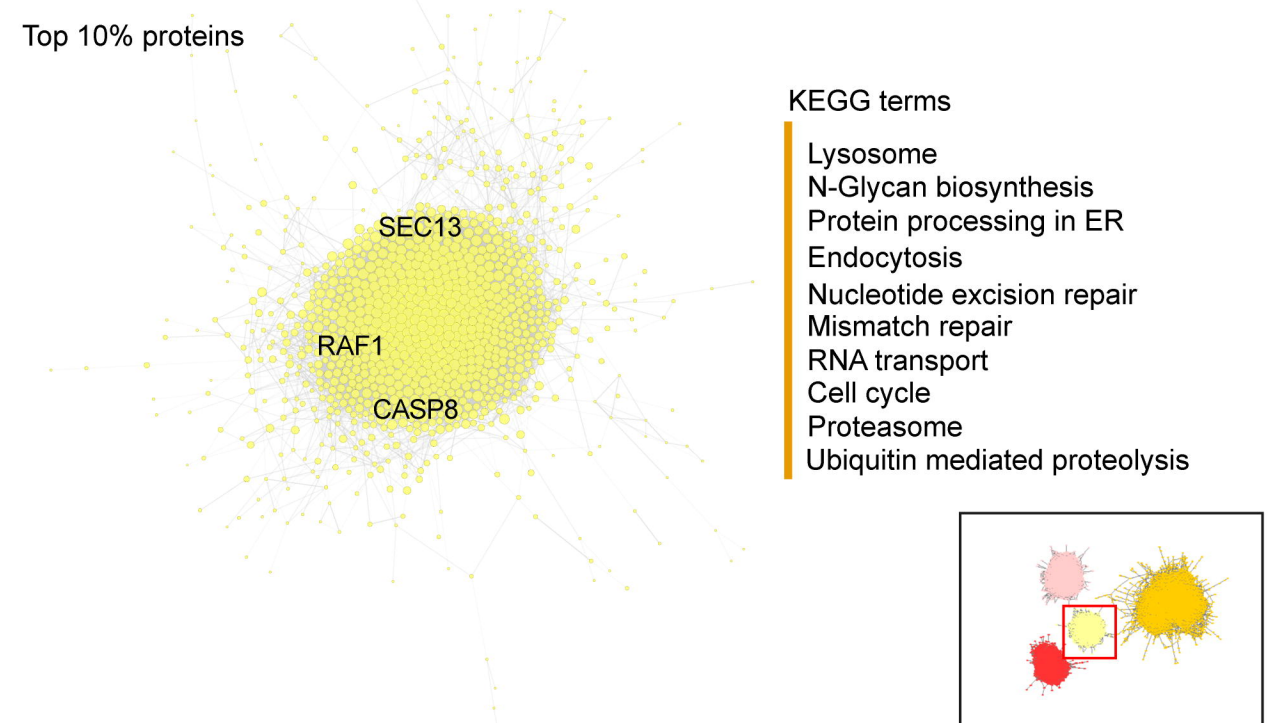 Top 10% proteins
SEC13
RAF1
CASP8
KEGG terms
Lysosome
N-Glycan biosynthesis
Protein processing in ER
Endocytosis
Nucleotide excision repair
Mismatch repair
RNA transport
Cell cycle
Proteasome
Ubiquitin mediated proteolysis